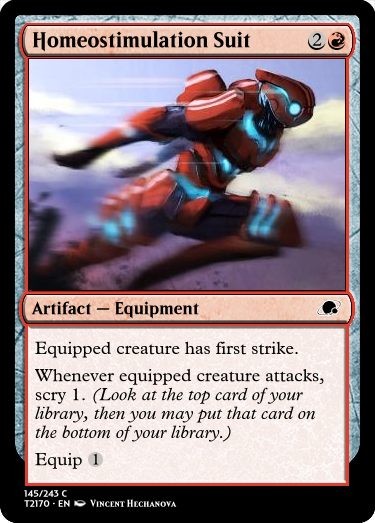 Homeostimulation Suit 2
Artifact — Equipment
Equipped creature has first strike.
Whenever equipped creature attacks,
scry 1. (Look at the top card of your
library, then you may put that card on
the bottom of your library.)
Equip 1
145/243 C
T2170 • EN Vincent Hechanova